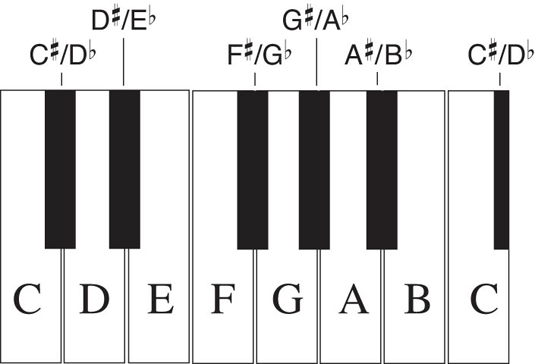 D♯/E♭ G♯/A♭
C♯/D♭ F♯/G♭ A♯/B♭ C♯/D♭
C D E F G A B C